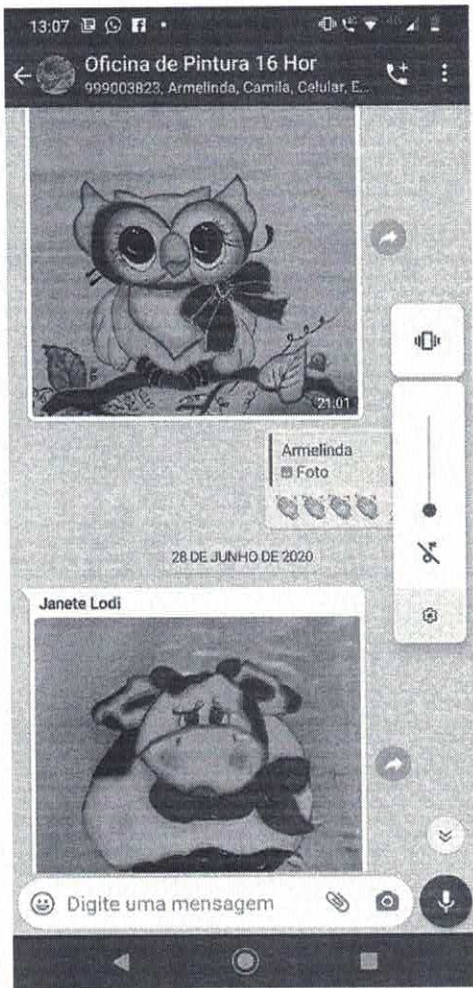 13:07
Oficina de Pintura 16 Hor
999003823, Armelinda, Camila, Celular, E...
21:01
Armelinda
Foto
28 DE JUNHO DE 2020
Janete Lodi
Digite uma mensagem